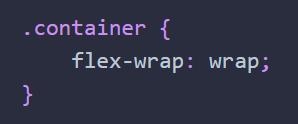 .container {
    flex-wrap: wrap;
}